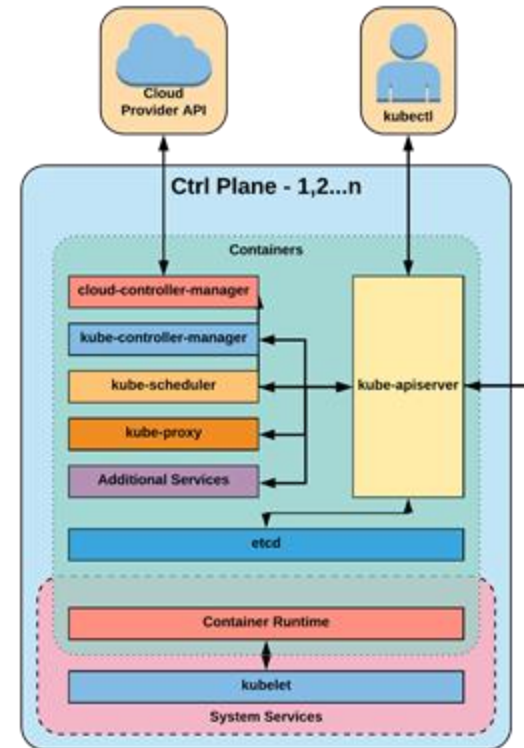 Cloud
Provider API
kubectl
Ctrl Plane - 1,2...n
Containers
cloud-controller-manager
kube-controller-manager
kube-scheduler
kube-apiserver
kube-proxy
Additional Services
etcd
Container Runtime
kubelet
System Services